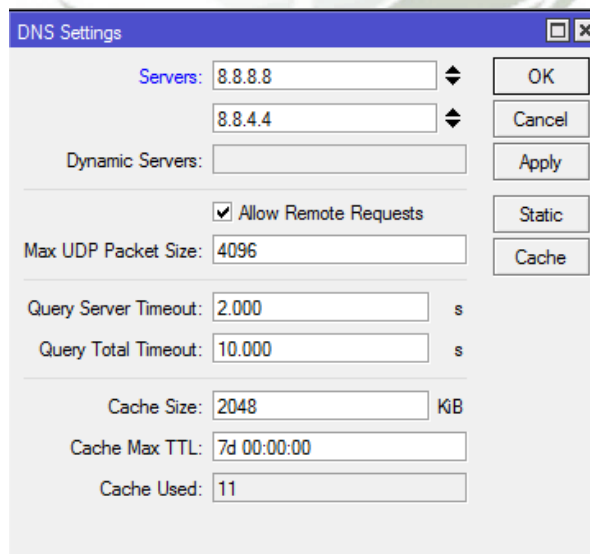 DNS Settings
Servers: 8.8.8.8
OK
8.8.4.4
Cancel
Dynamic Servers:
Apply
Allow Remote Requests
Static
Max UDP Packet Size: 4096
Cache
Query Server Timeout: 2.000 s
Query Total Timeout: 10.000 s
Cache Size: 2048 KiB
Cache Max TTL: 7d 00:00:00
Cache Used: 11